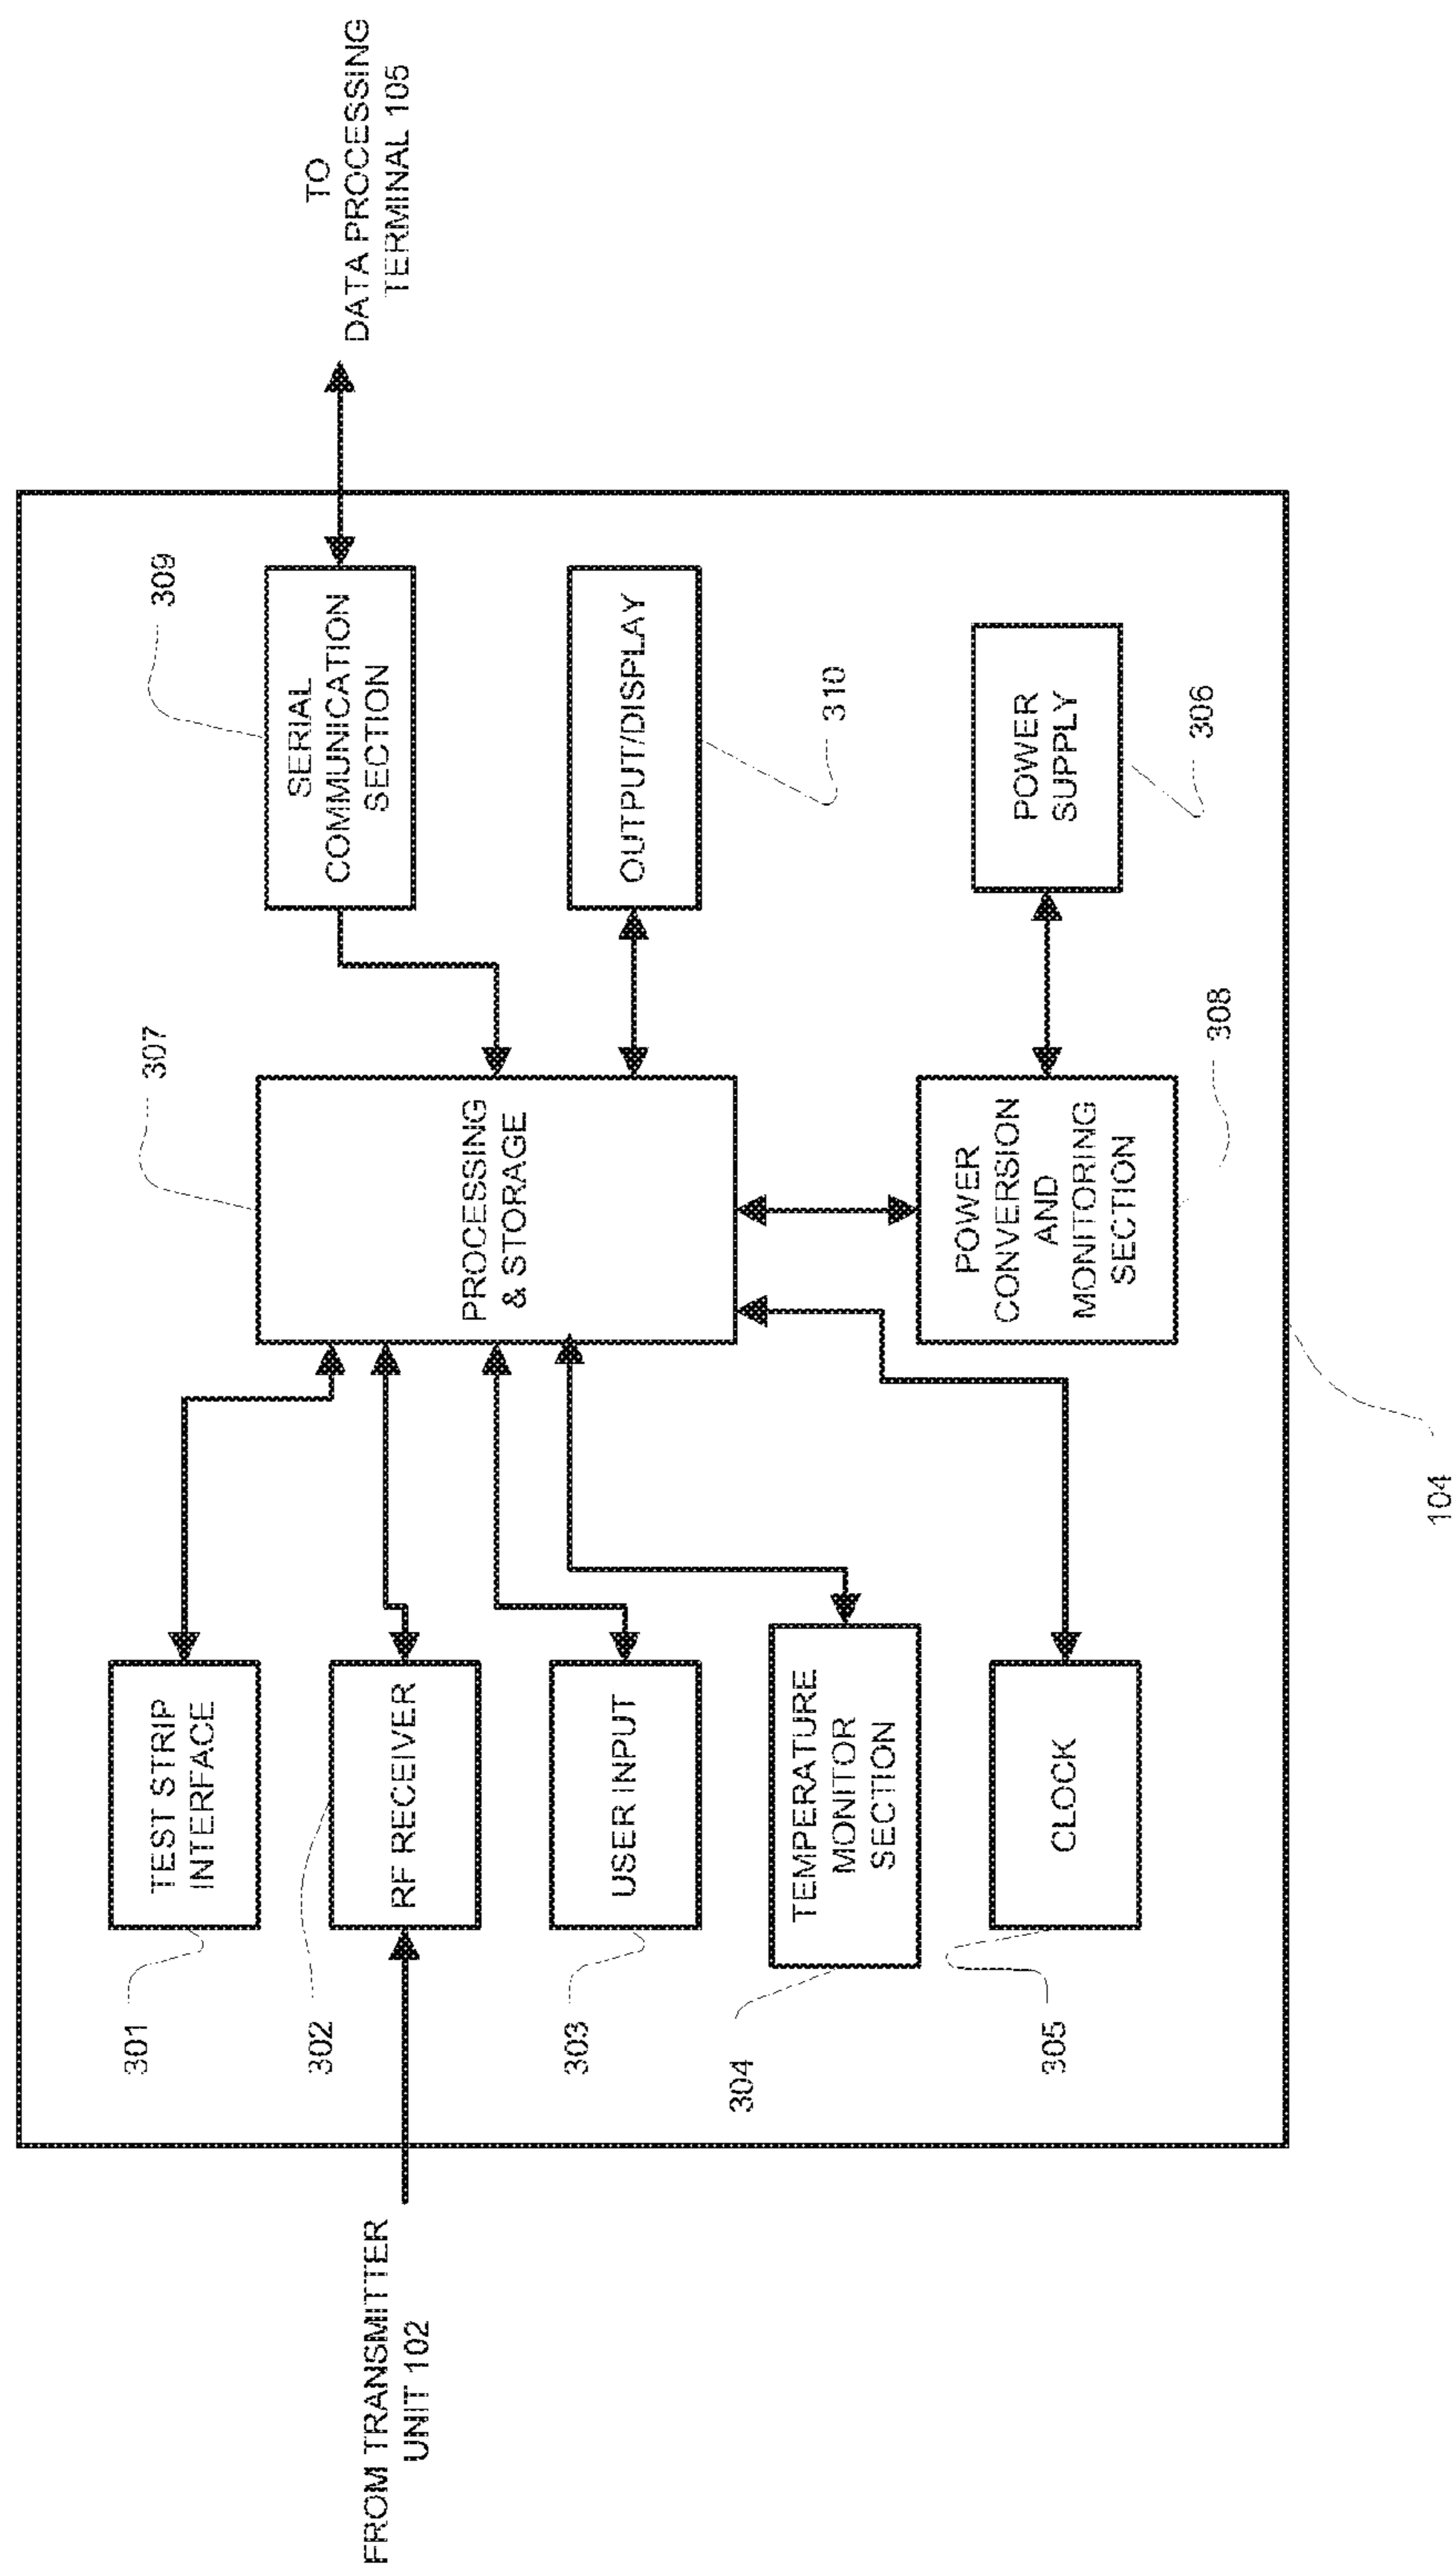 301
TEST STRIP
INTERFACE
302
RF RECEIVER
FROM TRANSMITTER
UNIT 102
303
USER INPUT
304
TEMPERATURE
MONITOR
SECTION
305
CLOCK
307
PROCESSING
& STORAGE
308
POWER
CONVERSION
AND
MONITORING
SECTION
309
SERIAL
COMMUNICATION
SECTION
TO
DATA PROCESSING
TERMINAL 105
310
OUTPUT/DISPLAY
306
POWER
SUPPLY
104